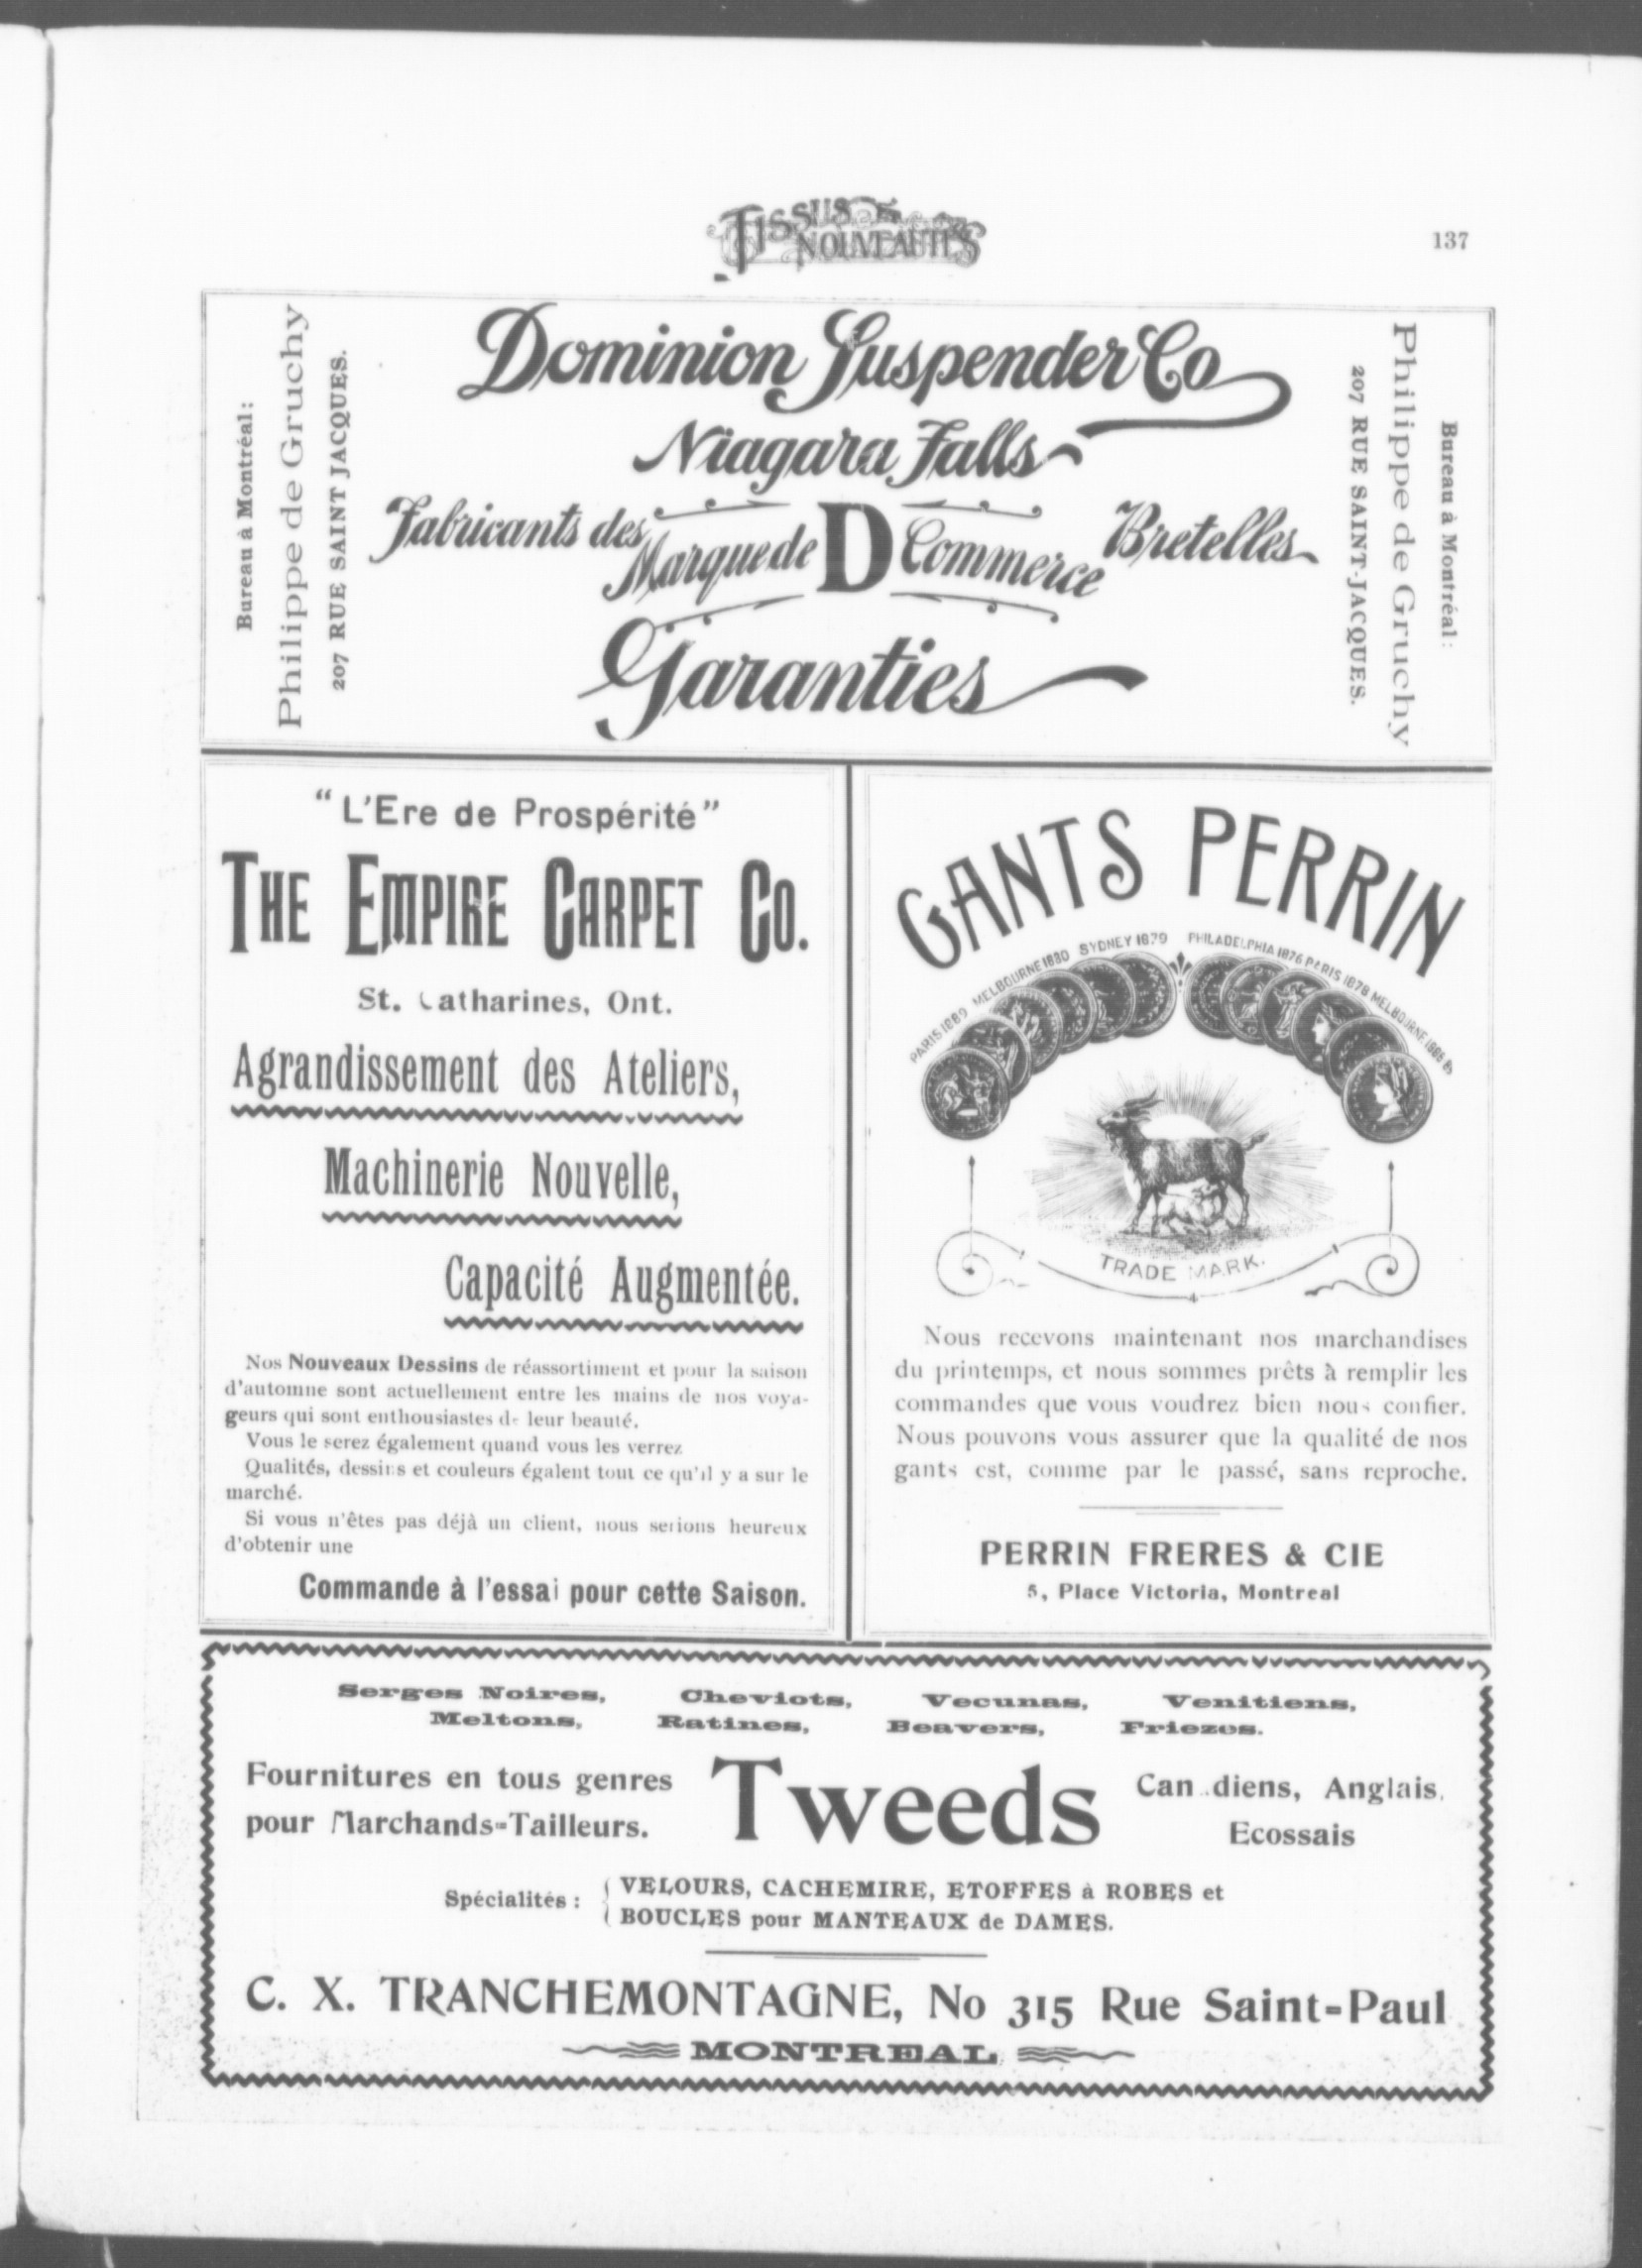 TISSUS & NOUVEAUTÉS
137
Bureau à Montréal:
Philippe de Gruchy
207 RUE SAINT JACQUES.
Dominion Suspender Co
Niagara Falls
Fabricants des Bretelles
Marque de D Commerce
Garanties
207 RUE SAINT-JACQUES.
Philippe de Gruchy
Bureau à Montréal:
"L'Ere de Prospérité"
THE EMPIRE CARPET CO.
St. Catharines, Ont.
Agrandissement des Ateliers,
Machinerie Nouvelle,
Capacité Augmentée.
Nos Nouveaux Dessins de réassortiment et pour la saison
d'automne sont actuellement entre les mains de nos voya-
geurs qui sont enthousiastes de leur beauté.
Vous le serez également quand vous les verrez
Qualités, dessins et couleurs égalent tout ce qu'il y a sur le
marché.
Si vous n'êtes pas déjà un client, nous serions heureux
d'obtenir une
Commande à l'essai pour cette Saison.
GANTS PERRIN
PARIS 1889 MELBOURNE 1880 SYDNEY 1879 PHILADELPHIA 1876 PARIS 1878 MELBOURNE
TRADE MARK.
Nous recevons maintenant nos marchandises
du printemps, et nous sommes prêts à remplir les
commandes que vous voudrez bien nous confier.
Nous pouvons vous assurer que la qualité de nos
gants est, comme par le passé, sans reproche.
PERRIN FRERES & CIE
5, Place Victoria, Montreal
Serges Noires, Cheviots, Vecunas, Venitiens,
Meltons, Ratines, Beavers, Friezes.
Fournitures en tous genres
pour Marchands-Tailleurs.
Tweeds
Canadiens, Anglais,
Ecossais
Spécialités : VELOURS, CACHEMIRE, ETOFFES à ROBES et
BOUCLES pour MANTEAUX de DAMES.
C. X. TRANCHEMONTAGNE, No 315 Rue Saint-Paul
MONTREAL